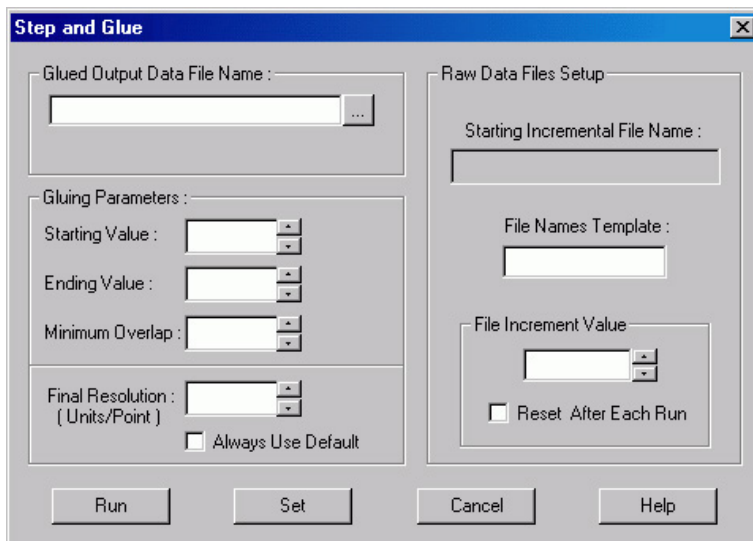 Step and Glue
Glued Output Data File Name :
...
Gluing Parameters :
Starting Value :
Ending Value :
Minimum Overlap :
Final Resolution :
( Units/Point )
Always Use Default
Raw Data Files Setup
Starting Incremental File Name :
File Names Template :
File Increment Value
Reset After Each Run
Run
Set
Cancel
Help